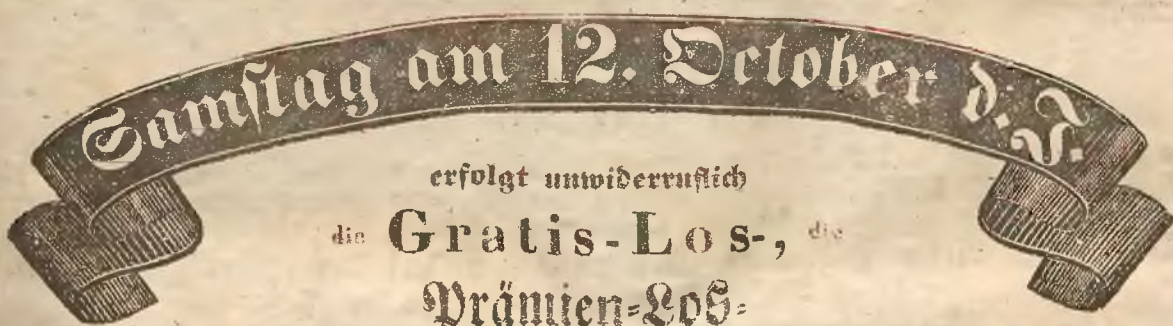 Samstag am 12. October d. J.
erfolgt unwiderruflich
die Gratis-Los-, die
Prämien-Los-